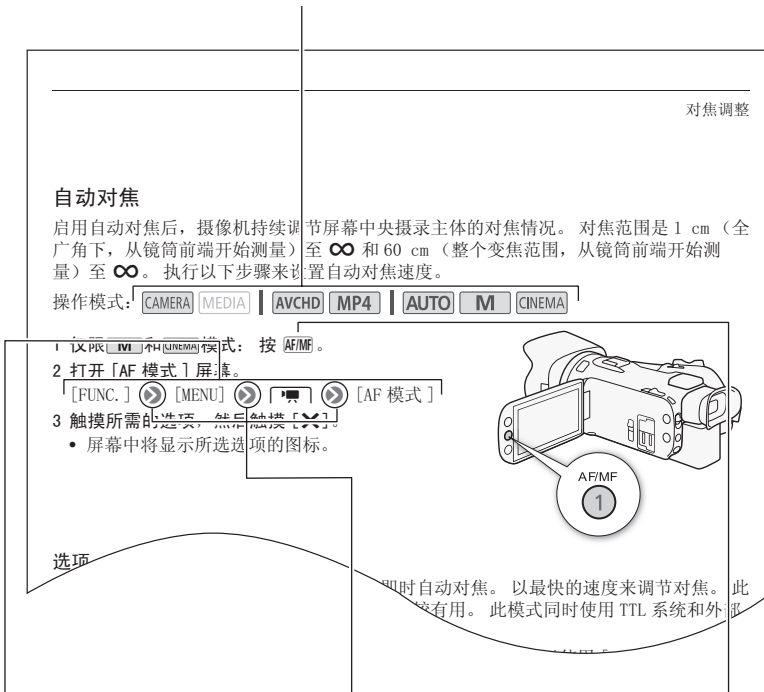 对焦调整
自动对焦
启用自动对焦后，摄像机持续调节屏幕中央摄录主体的对焦情况。 对焦范围是 1 cm （全
广角下，从镜筒前端开始测量）至 ∞ 和 60 cm （整个变焦范围，从镜筒前端开始测
量）至 ∞。 执行以下步骤来设置自动对焦速度。
操作模式: CAMERA MEDIA AVCHD MP4 AUTO M CINEMA
1 仅限 M 和 CINEMA 模式： 按 AF/MF。
2 打开 [AF 模式 ] 屏幕。
[FUNC.] [MENU] [AF 模式 ]
3 触摸所需的选项，然后触摸 [✕]。
• 屏幕中将显示所选选项的图标。
AF/MF
1
选项
即时自动对焦。 以最快的速度来调节对焦。 此
较有用。 此模式同时使用 TTL 系统和外部